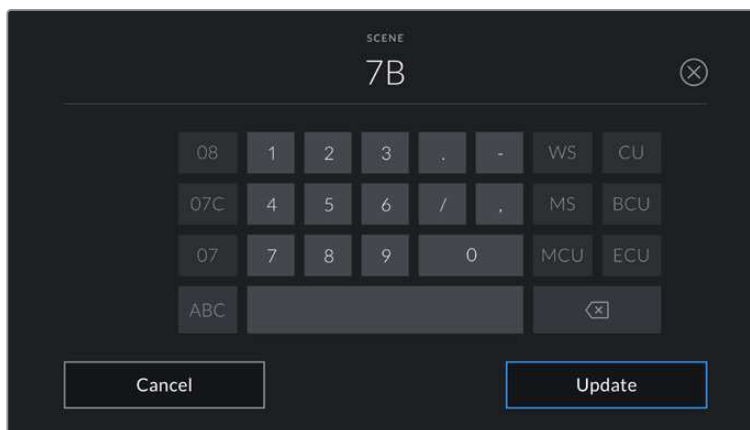 SCENE
7B
08 1 2 3 . - WS CU
07C 4 5 6 / , MS BCU
07 7 8 9 0 MCU ECU
ABC
Cancel Update